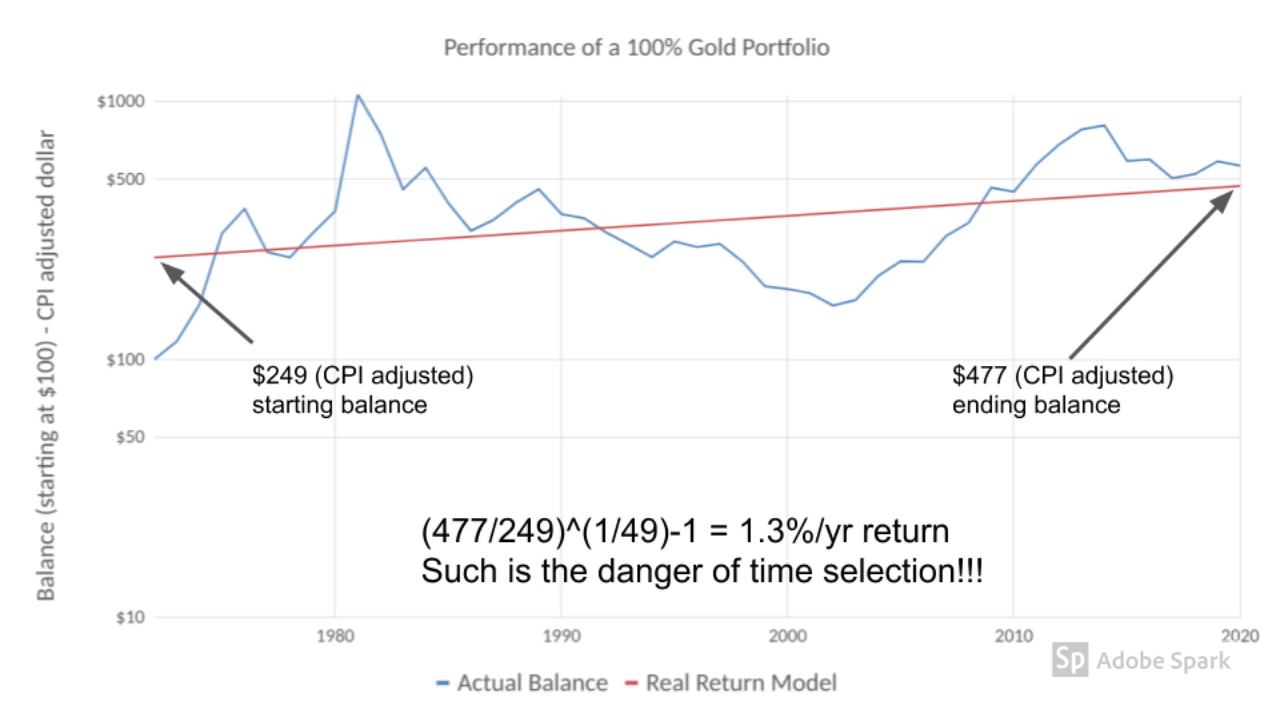 Performance of a 100% Gold Portfolio
Balance (starting at $100) - CPI adjusted dollar
$1000
$500
$100
$50
$10
$249 (CPI adjusted)
starting balance
$477 (CPI adjusted)
ending balance
(477/249)^(1/49)-1 = 1.3%/yr return
Such is the danger of time selection!!!
1980
1990
2000
2010
2020
Sp Adobe Spark
Actual Balance
Real Return Model